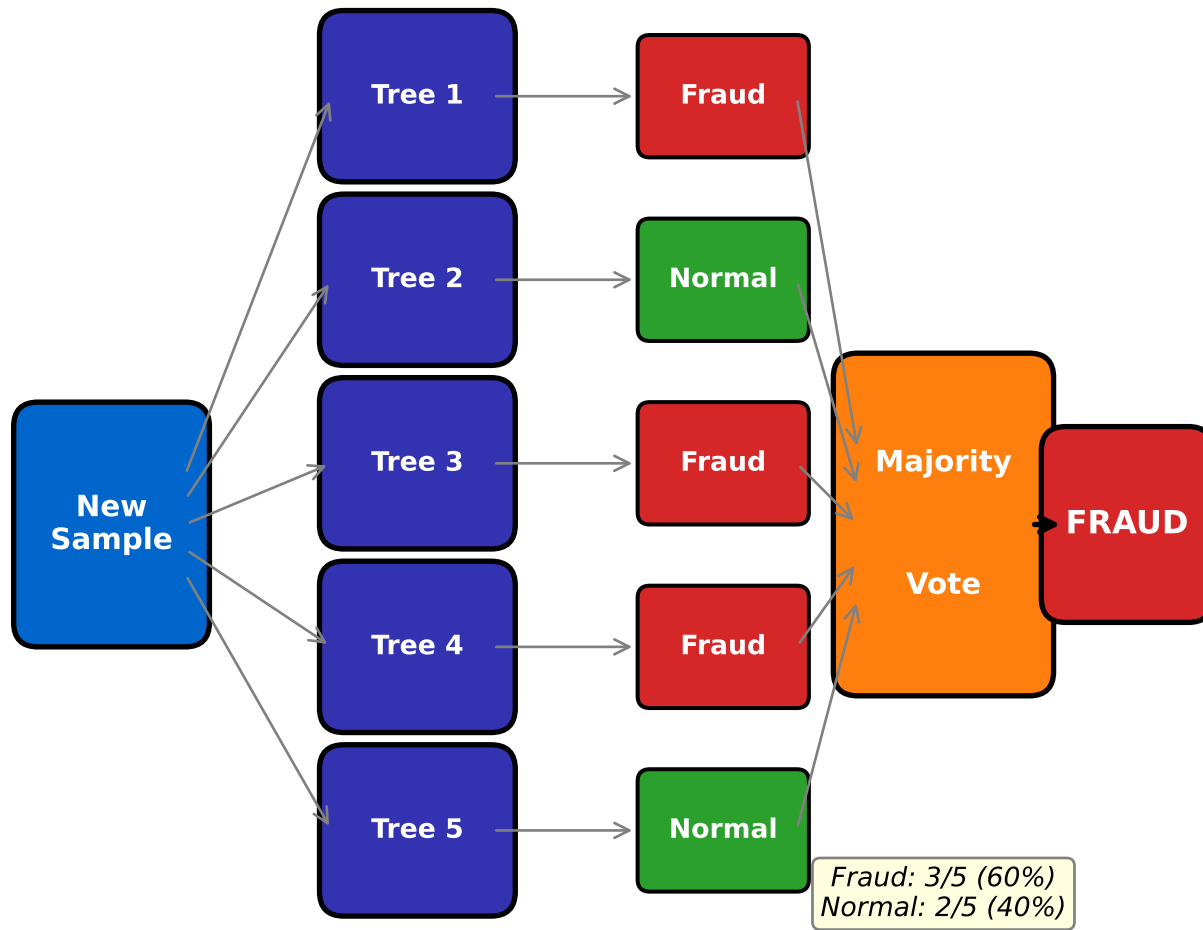 New
Sample
Tree 1
Fraud
Tree 2
Normal
Tree 3
Fraud
Tree 4
Fraud
Tree 5
Normal
Majority
Vote
FRAUD
Fraud: 3/5 (60%)
Normal: 2/5 (40%)